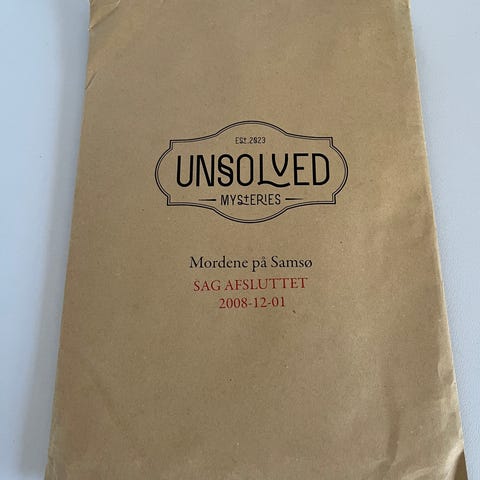 EST.2023
UNSOLVED
MYSTERIES
Mordene på Samsø
SAG AFSLUTTET
2008-12-01